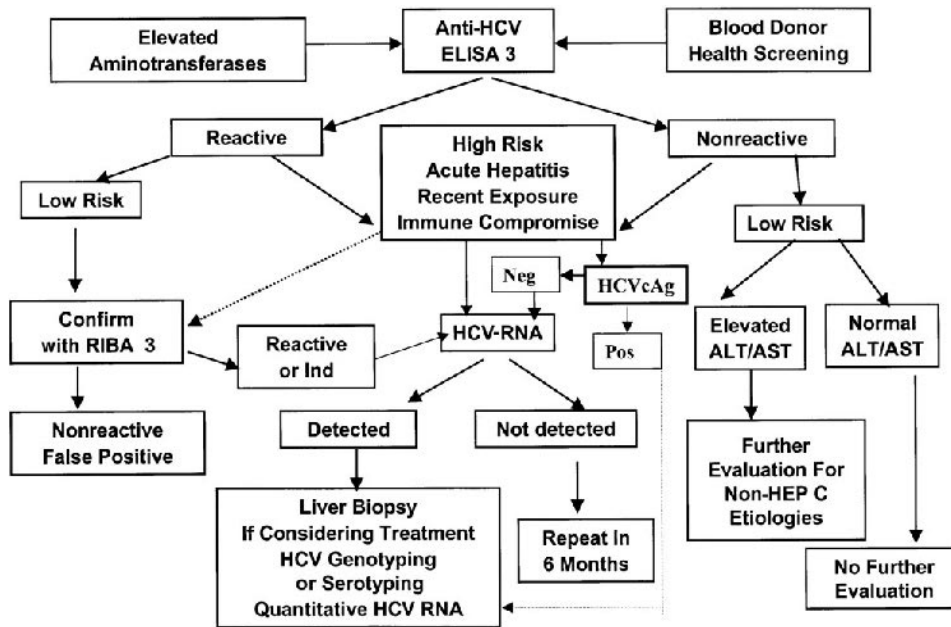 Elevated
Aminotransferases
Anti-HCV
ELISA 3
Blood Donor
Health Screening
Reactive
High Risk
Acute Hepatitis
Recent Exposure
Immune Compromise
Nonreactive
Low Risk
Low Risk
Neg
HCVcAg
Confirm
with RIBA 3
Reactive
or Ind
HCV-RNA
Pos
Elevated
ALT/AST
Normal
ALT/AST
Nonreactive
False Positive
Detected
Not detected
Further
Evaluation For
Non-HEP C
Etiologies
Liver Biopsy
If Considering Treatment
HCV Genotyping
or Serotyping
Quantitative HCV RNA
Repeat In
6 Months
No Further
Evaluation